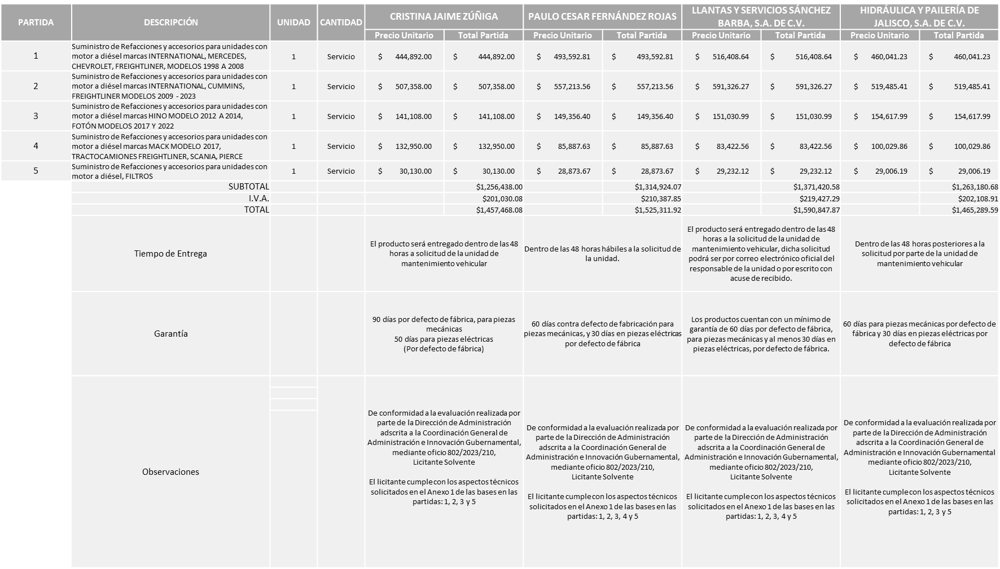 PARTIDA
DESCRIPCIÓN
UNIDAD
CANTIDAD
CRISTINA JAIME ZÚÑIGA
PAULO CESAR FERNÁNDEZ ROJAS
LLANTAS Y SERVICIOS SÁNCHEZ
BARBA, S.A. DE C.V.
HIDRÁULICA Y PAILERÍA DE
JALISCO, S.A. DE C.V.
Precio Unitario Total Partida Precio Unitario Total Partida Precio Unitario Total Partida Precio Unitario Total Partida
1
Suministro de Refacciones y accesorios para unidades con
motor a diésel marcas INTERNATIONAL, MERCEDES,
CHEVROLET, FREIGHTLINER, MODELOS 1998 A 2008
1 Servicio $ 444,892.00 $ 444,892.00 $ 493,592.81 $ 493,592.81 $ 516,408.64 $ 516,408.64 $ 460,041.23 $ 460,041.23
2
Suministro de Refacciones y accesorios para unidades con
motor a diésel marcas INTERNATIONAL, CUMMINS,
FREIGHTLINER MODELOS 2009 - 2023
1 Servicio $ 507,358.00 $ 507,358.00 $ 557,213.56 $ 557,213.56 $ 591,326.27 $ 591,326.27 $ 519,485.41 $ 519,485.41
3
Suministro de Refacciones y accesorios para unidades con
motor a diésel marcas HINO MODELO 2012 A 2014,
FOTÓN MODELOS 2017 Y 2022
1 Servicio $ 141,108.00 $ 141,108.00 $ 149,356.40 $ 149,356.40 $ 151,030.99 $ 151,030.99 $ 154,617.99 $ 154,617.99
4
Suministro de Refacciones y accesorios para unidades con
motor a diésel marcas MACK MODELO 2017,
TRACTOCAMIONES FREIGHTLINER, SCANIA, PIERCE
1 Servicio $ 132,950.00 $ 132,950.00 $ 85,887.63 $ 85,887.63 $ 83,422.56 $ 83,422.56 $ 100,029.86 $ 100,029.86
5
Suministro de Refacciones y accesorios para unidades con
motor a diésel, FILTROS
1 Servicio $ 30,130.00 $ 30,130.00 $ 28,873.67 $ 28,873.67 $ 29,232.12 $ 29,232.12 $ 29,006.19 $ 29,006.19
SUBTOTAL $1,256,438.00 $1,314,924.07 $1,371,420.58 $1,263,180.68
I.V.A. $201,030.08 $210,387.85 $219,427.29 $202,108.91
TOTAL $1,457,468.08 $1,525,311.92 $1,590,847.87 $1,465,289.59
Tiempo de Entrega
El producto será entregado dentro de las 48
horas a solicitud de la unidad de
mantenimiento vehicular
Dentro de las 48 horas hábiles a la solicitud de
la unidad.
El producto será entregado dentro de las 48
horas a la solicitud de la unidad de
mantenimiento vehicular, dicha solicitud
podrá ser por correo electrónico oficial del
responsable de la unidad o por escrito con
acuse de recibido.
Dentro de las 48 horas posteriores a la
solicitud por parte de la unidad de
mantenimiento vehicular
Garantía
90 días por defecto de fábrica, para piezas
mecánicas
50 días para piezas eléctricas
(Por defecto de fábrica)
60 días contra defecto de fabricación para
piezas mecánicas, y 30 días en piezas eléctricas
por defecto de fábrica
Los productos cuentan con un mínimo de
garantía de 60 días por defecto de fábrica,
para piezas mecánicas y al menos 30 días en
piezas eléctricas, por defecto de fábrica.
60 días para piezas mecánicas por defecto de
fábrica y 30 días en piezas eléctricas por
defecto de fábrica
Observaciones
De conformidad a la evaluación realizada por
parte de la Dirección de Administración
adscrita a la Coordinación General de
Administración e Innovación Gubernamental,
mediante oficio 802/2023/210,
Licitante Solvente
El licitante cumple con los aspectos técnicos
solicitados en el Anexo 1 de las bases en las
partidas: 1, 2, 3 y 5
De conformidad a la evaluación realizada por
parte de la Dirección de Administración
adscrita a la Coordinación General de
Administración e Innovación Gubernamental,
mediante oficio 802/2023/210,
Licitante Solvente
El licitante cumple con los aspectos técnicos
solicitados en el Anexo 1 de las bases en las
partidas: 1, 2, 3, 4 y 5
De conformidad a la evaluación realizada por
parte de la Dirección de Administración
adscrita a la Coordinación General de
Administración e Innovación Gubernamental,
mediante oficio 802/2023/210,
Licitante Solvente
El licitante cumple con los aspectos técnicos
solicitados en el Anexo 1 de las bases en las
partidas: 1, 2, 3, 4 y 5
De conformidad a la evaluación realizada por
parte de la Dirección de Administración
adscrita a la Coordinación General de
Administración e Innovación Gubernamental
mediante oficio 802/2023/210,
Licitante Solvente
El licitante cumple con los aspectos técnicos
solicitados en el Anexo 1 de las bases en las
partidas: 1, 2, 3 y 5